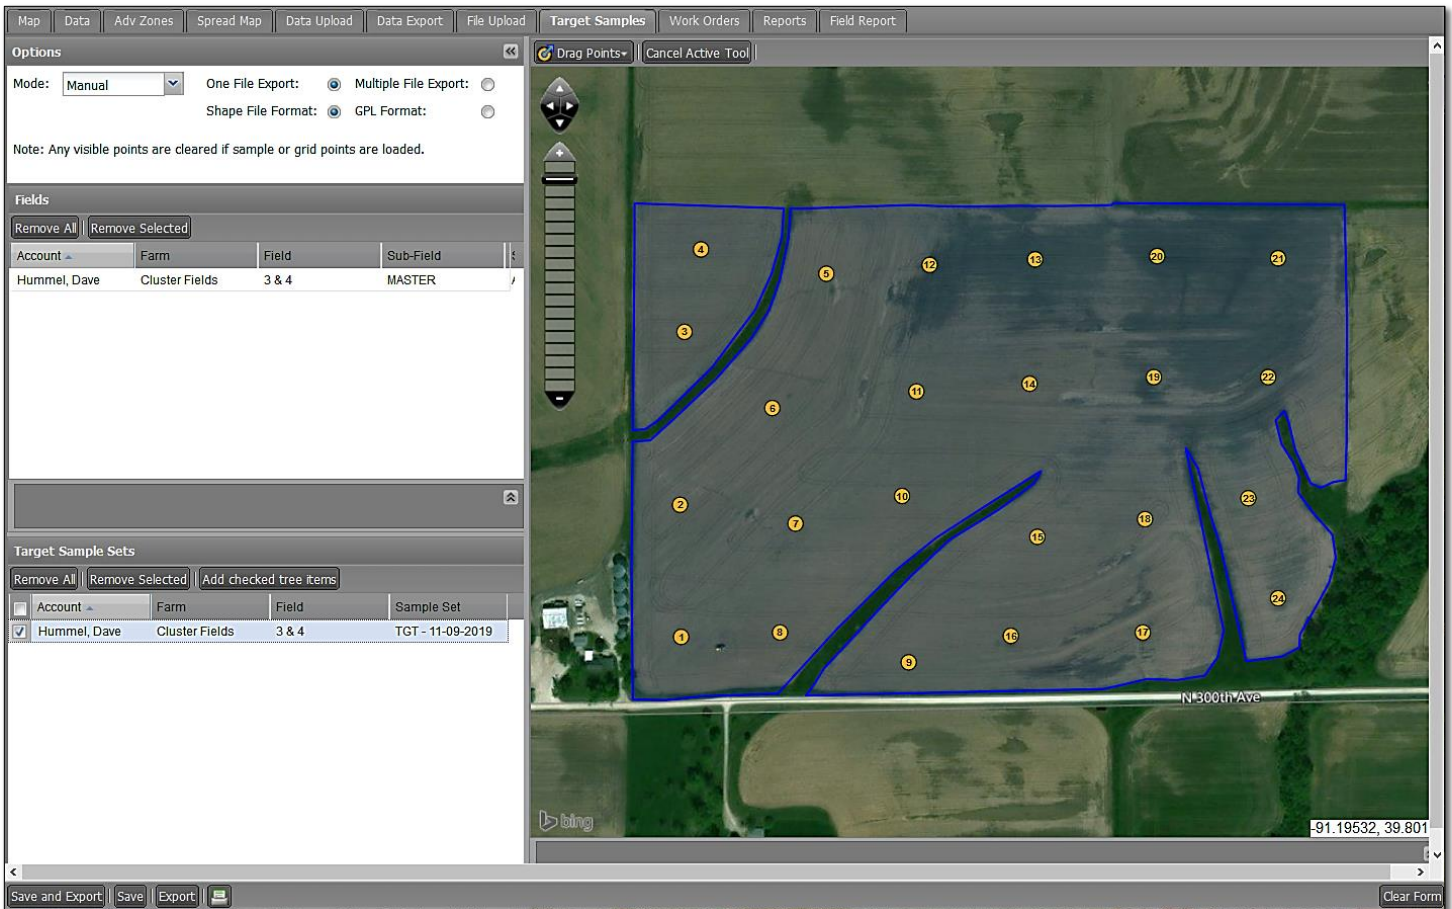 Map Data Adv Zones Spread Map Data Upload Data Export File Upload Target Samples Work Orders Reports Field Report
Options
Drag Points Cancel Active Tool
Mode: Manual One File Export: Multiple File Export:
Shape File Format: GPL Format:
Note: Any visible points are cleared if sample or grid points are loaded.
Fields
Remove All Remove Selected
Account Farm Field Sub-Field
Hummel, Dave Cluster Fields 3 & 4 MASTER
Target Sample Sets
Remove All Remove Selected Add checked tree items
Account Farm Field Sample Set
Hummel, Dave Cluster Fields 3 & 4 TGT - 11-09-2019
4
5
12
13
20
21
3
6
11
14
19
22
2
7
10
15
18
23
24
1
8
9
16
17
N 300th Ave
bing
-91.19532, 39.801
Save and Export Save Export Clear Form